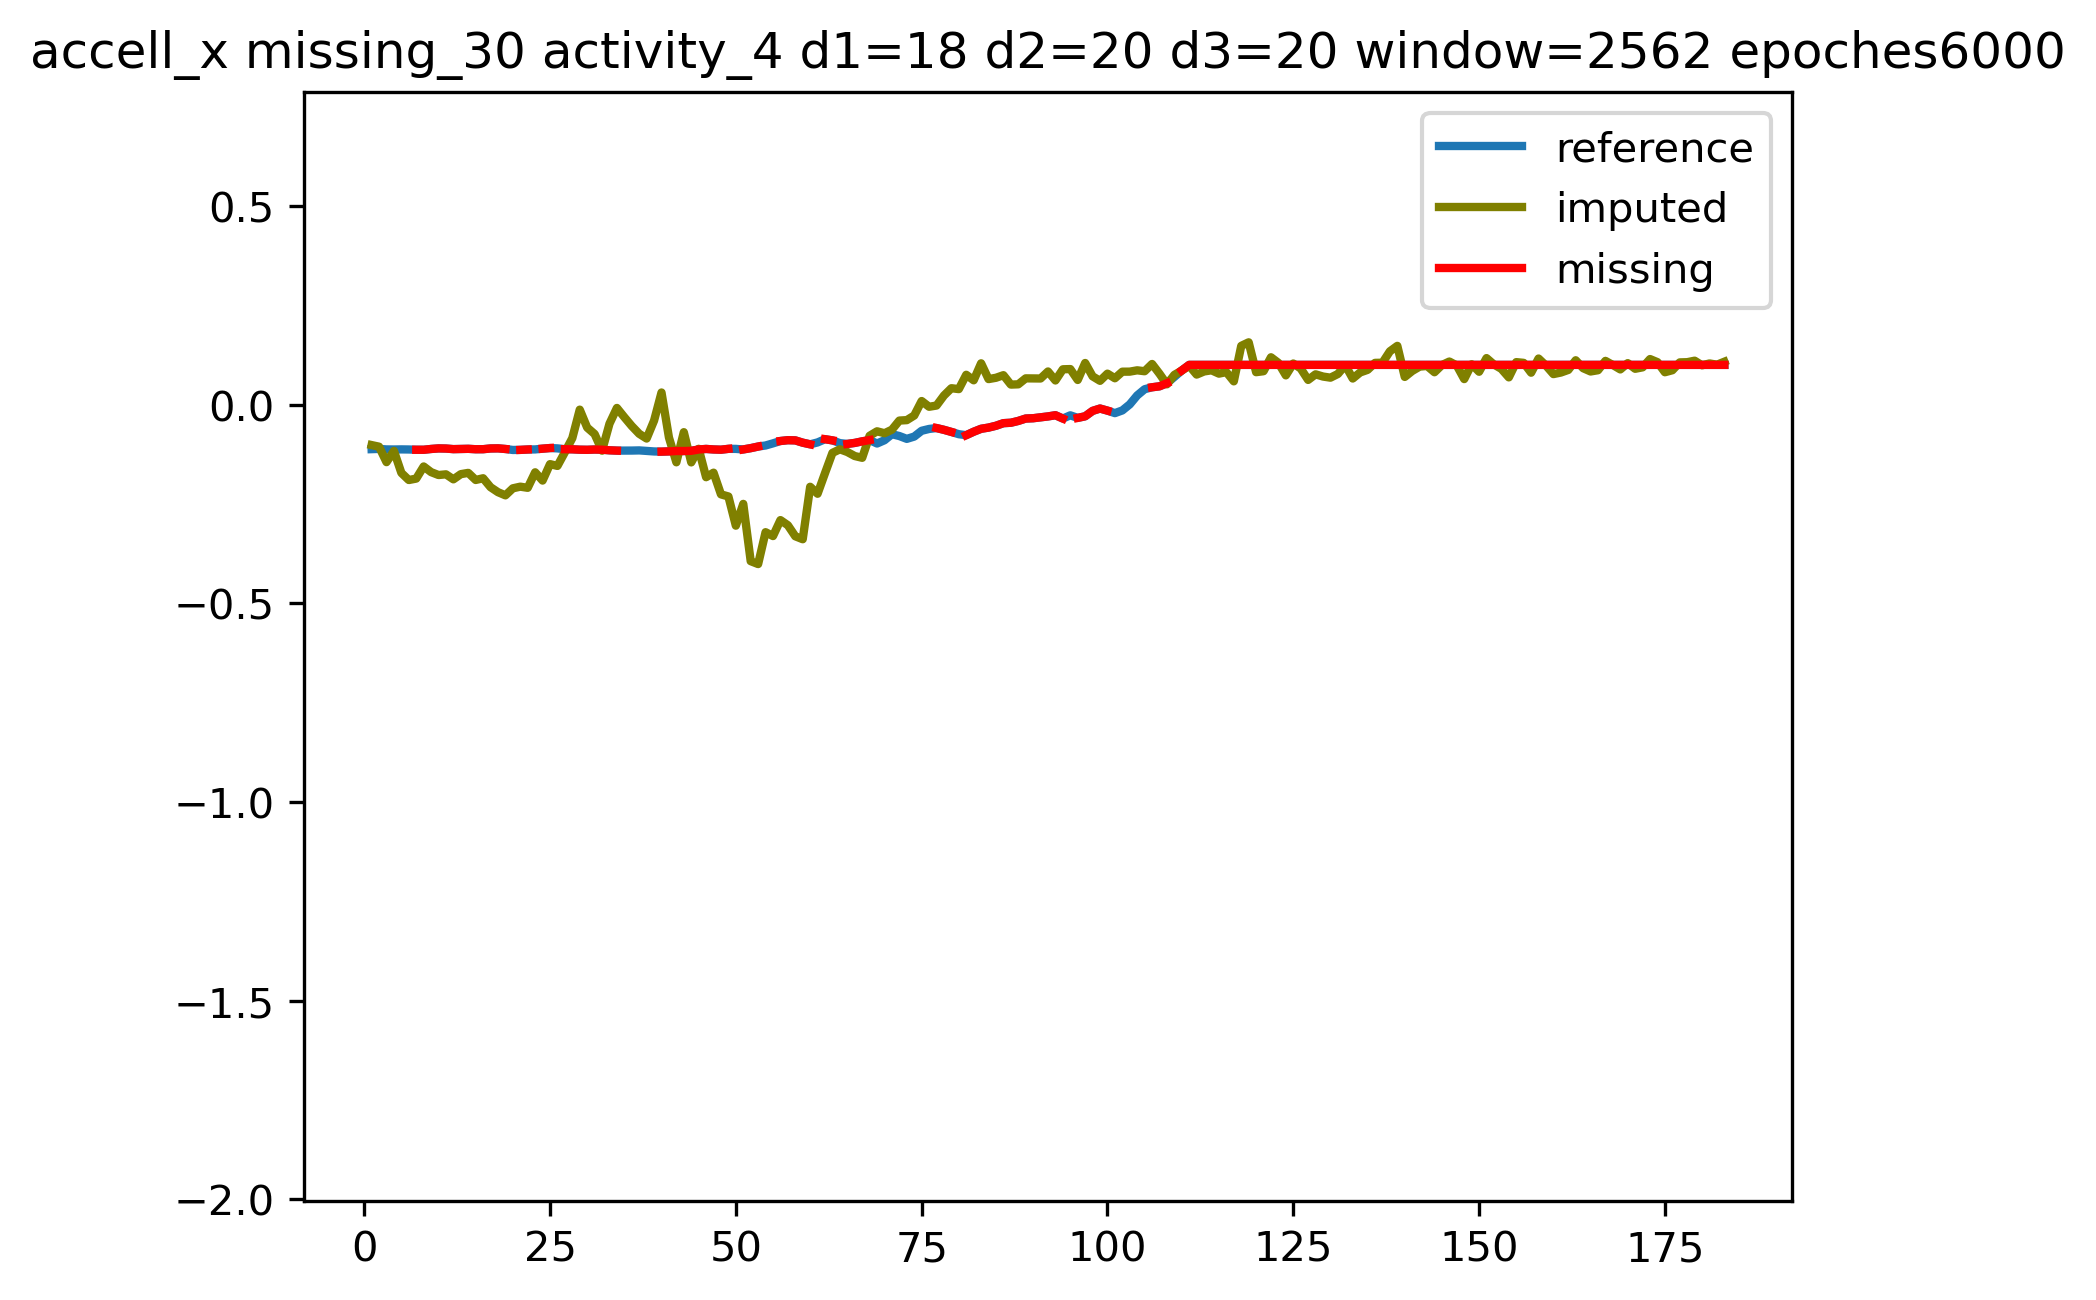 accell_x missing_30 activity_4 d1=18 d2=20 d3=20 window=2562 epoches6000
reference
imputed
missing
0.5
0.0
−0.5
−1.0
−1.5
−2.0
0 25 50 75 100 125 150 175